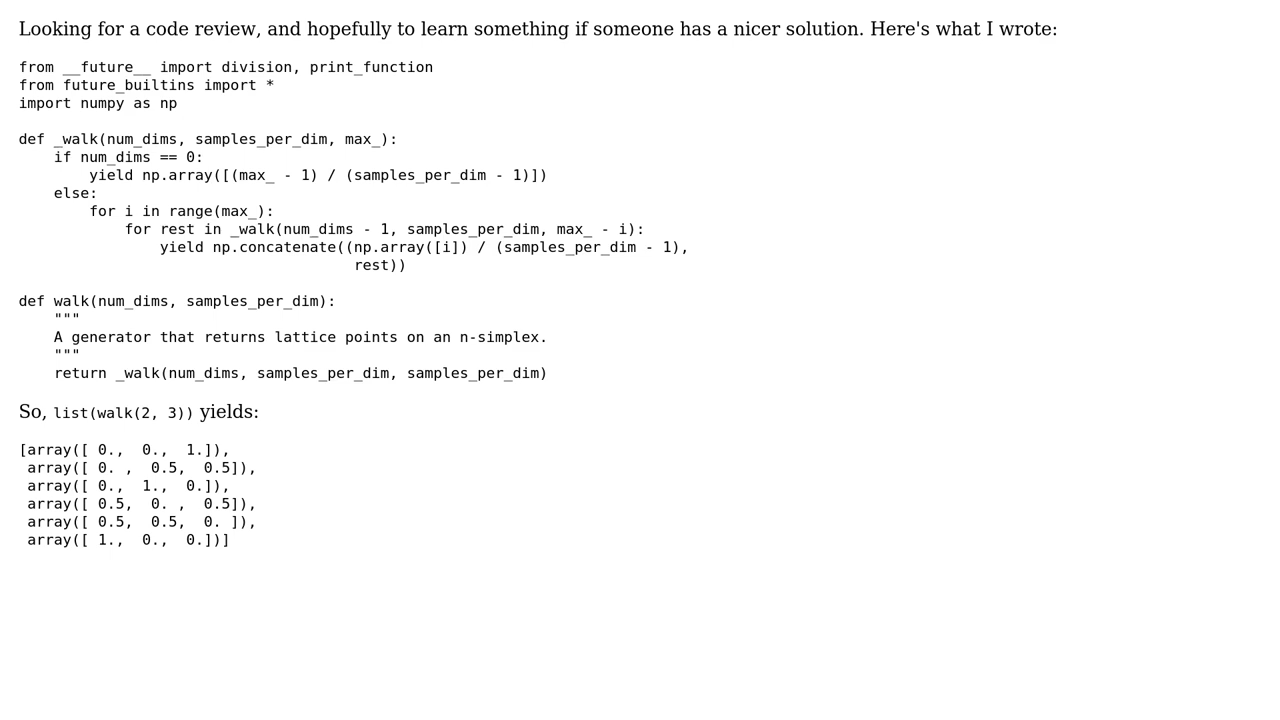 Looking for a code review, and hopefully to learn something if someone has a nicer solution. Here's what I wrote:
from __future__ import division, print_function
from future_builtins import *
import numpy as np
def _walk(num_dims, samples_per_dim, max_):
    if num_dims == 0:
        yield np.array([(max_ - 1) / (samples_per_dim - 1)])
    else:
        for i in range(max_):
            for rest in _walk(num_dims - 1, samples_per_dim, max_ - i):
                yield np.concatenate((np.array([i]) / (samples_per_dim - 1),
                                      rest))
def walk(num_dims, samples_per_dim):
    """
    A generator that returns lattice points on an n-simplex.
    """
    return _walk(num_dims, samples_per_dim, samples_per_dim)
So, list(walk(2, 3)) yields:
[array([ 0.,  0.,  1.]),
 array([ 0. ,  0.5,  0.5]),
 array([ 0.,  1.,  0.]),
 array([ 0.5,  0. ,  0.5]),
 array([ 0.5,  0.5,  0. ]),
 array([ 1.,  0.,  0.])]